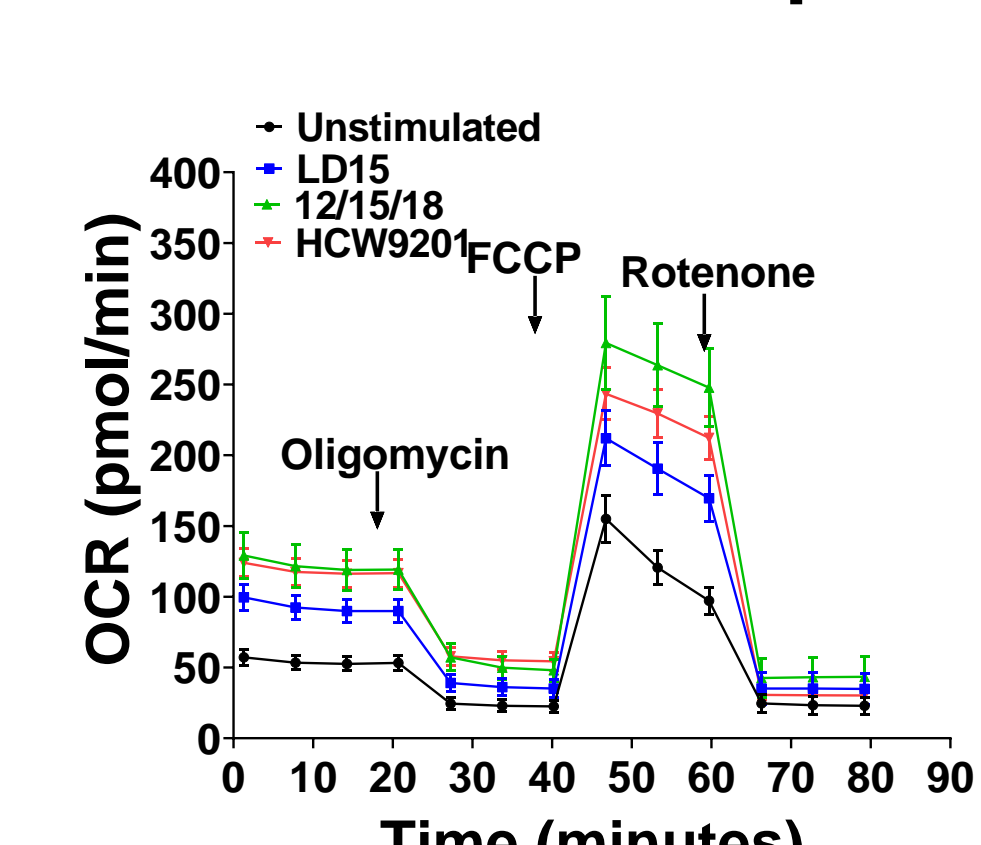 Unstimulated
LD15
12/15/18
HCW9201
FCCP
Rotenone
Oligomycin
OCR (pmol/min)
400
350
300
250
200
150
100
50
0
0 10 20 30 40 50 60 70 80 90
Time (minutes)